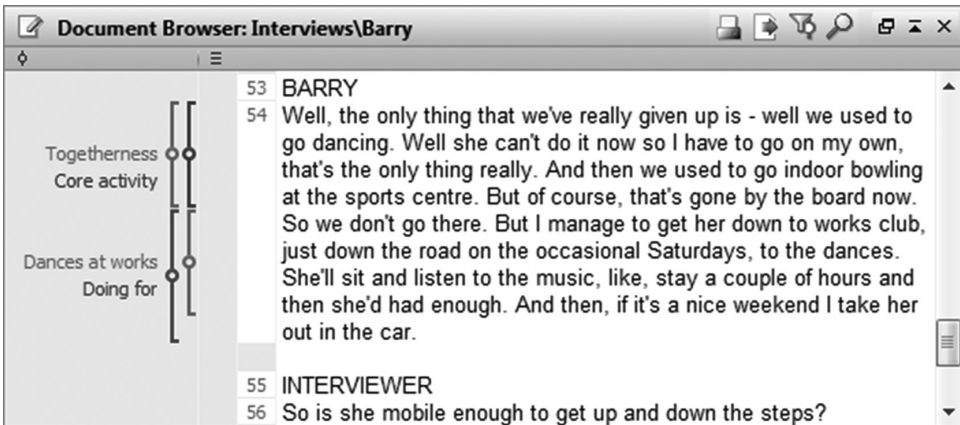 Document Browser: Interviews\Barry
53 BARRY
54 Well, the only thing that we've really given up is - well we used to
go dancing. Well she can't do it now so I have to go on my own,
Togetherness
that's the only thing really. And then we used to go indoor bowling
Core activity
at the sports centre. But of course, that's gone by the board now.
So we don't go there. But I manage to get her down to works club,
just down the road on the occasional Saturdays, to the dances.
Dances at works
She'll sit and listen to the music, like, stay a couple of hours and
Doing for
then she'd had enough. And then, if it's a nice weekend I take her
out in the car.
55 INTERVIEWER
56 So is she mobile enough to get up and down the steps?